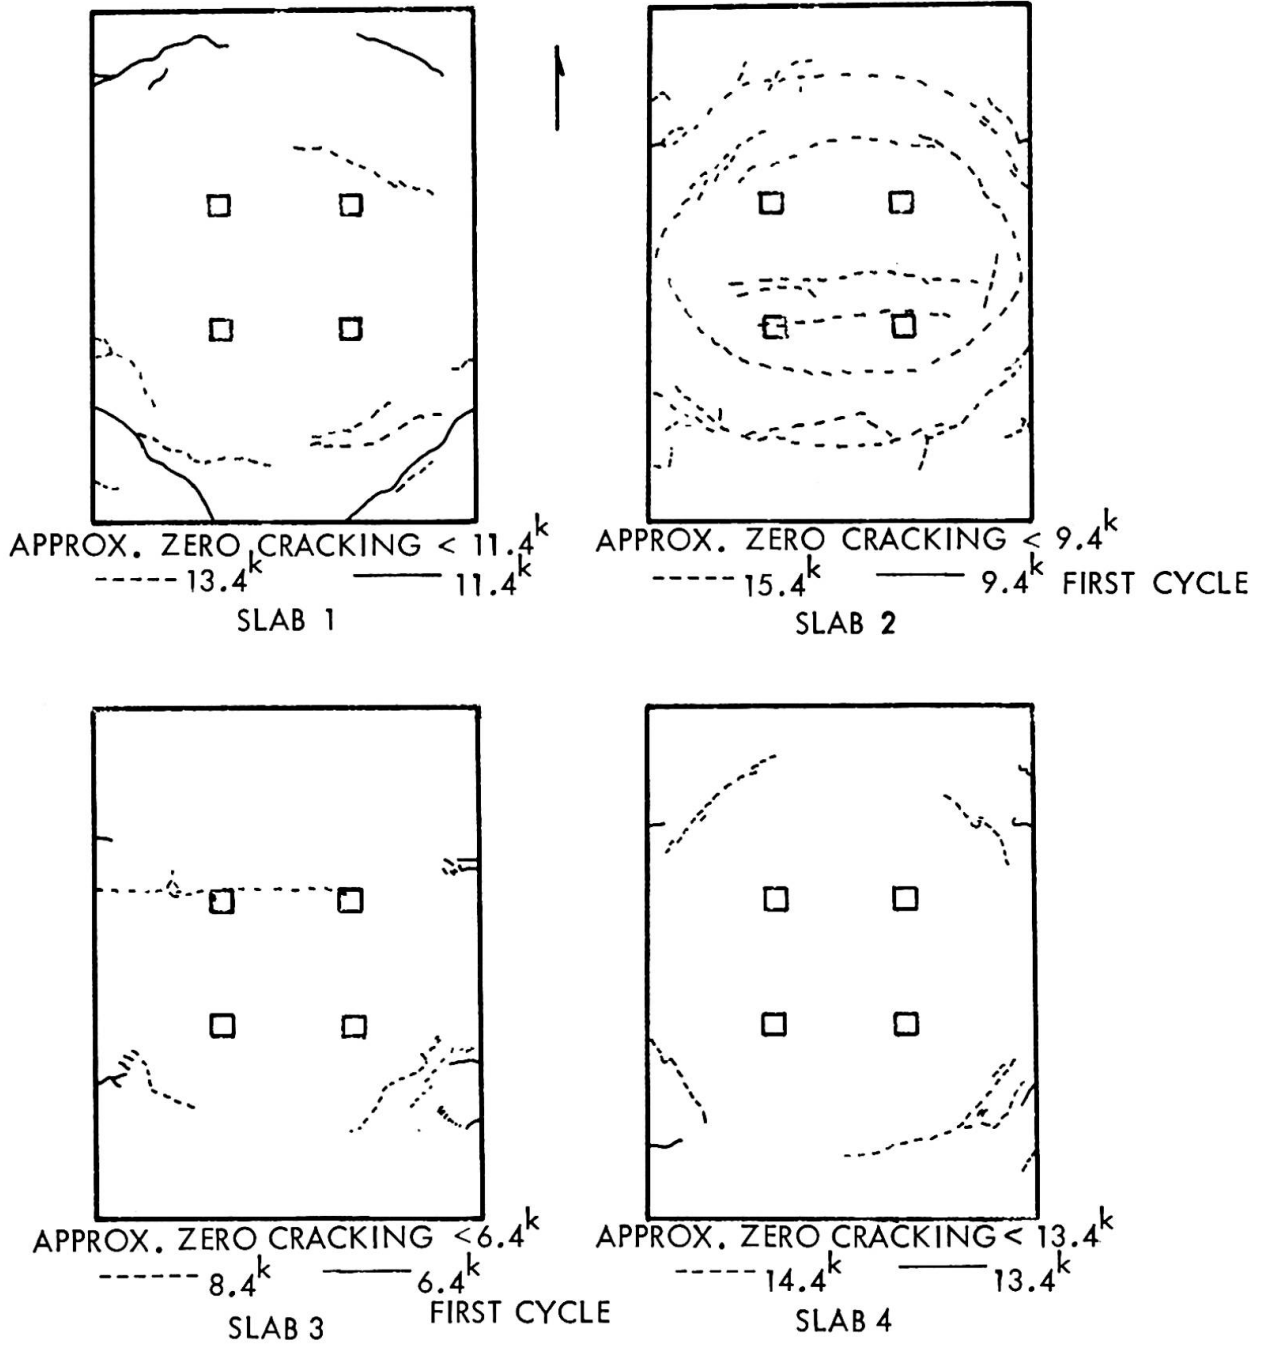 APPROX. ZERO CRACKING < 11.4k
-----13.4k ——— 11.4k
SLAB 1
APPROX. ZERO CRACKING < 9.4k
-----15.4k ——— 9.4k FIRST CYCLE
SLAB 2
APPROX. ZERO CRACKING <6.4k
------8.4k ——— 6.4k
FIRST CYCLE
SLAB 3
APPROX. ZERO CRACKING< 13.4k
-----14.4k ——— 13.4k
SLAB 4